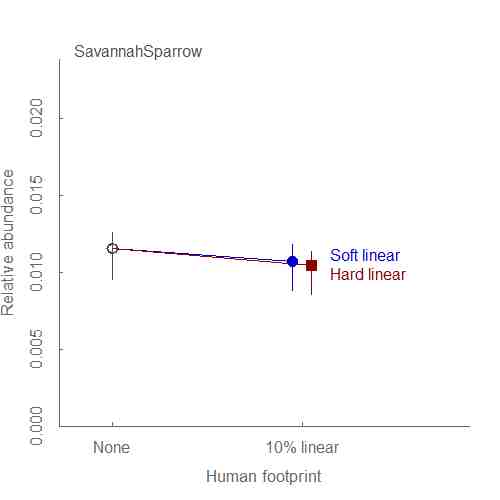 SavannahSparrow
Relative abundance
0.020
0.015
0.010
0.005
0.000
Soft linear
Hard linear
None
10% linear
Human footprint